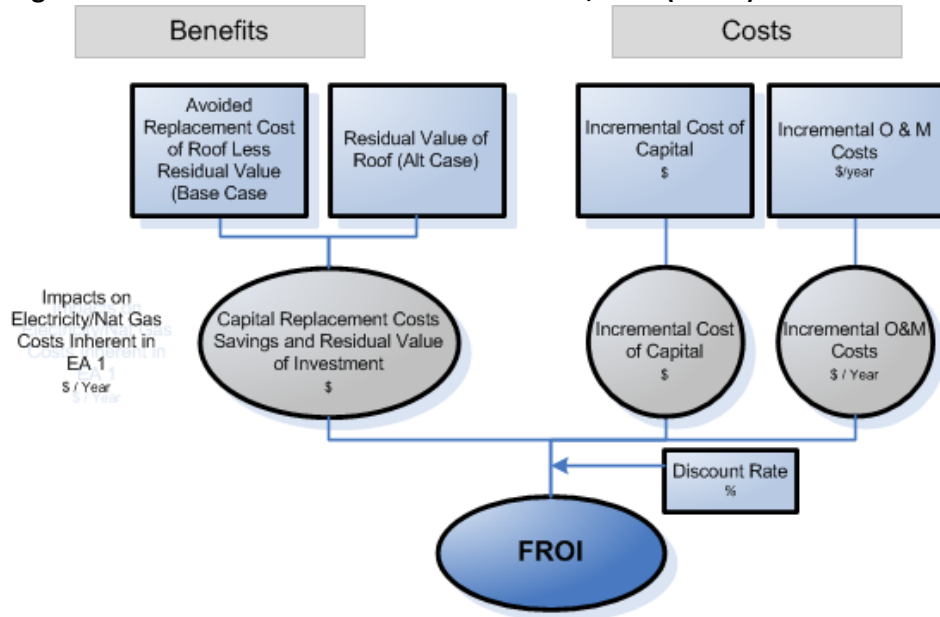 Benefits
Costs
Avoided
Replacement Cost
of Roof Less
Residual Value
(Base Case
Residual Value of
Roof (Alt Case)
Incremental Cost of
Capital
$
Incremental O & M
Costs
$/year
Impacts on
Electricity/Nat Gas
Costs Inherent in
EA 1
$ / Year
Capital Replacement Costs
Savings and Residual Value
of Investment
$
Incremental Cost
of Capital
$
Incremental O&M
Costs
$ / Year
Discount Rate
%
FROI